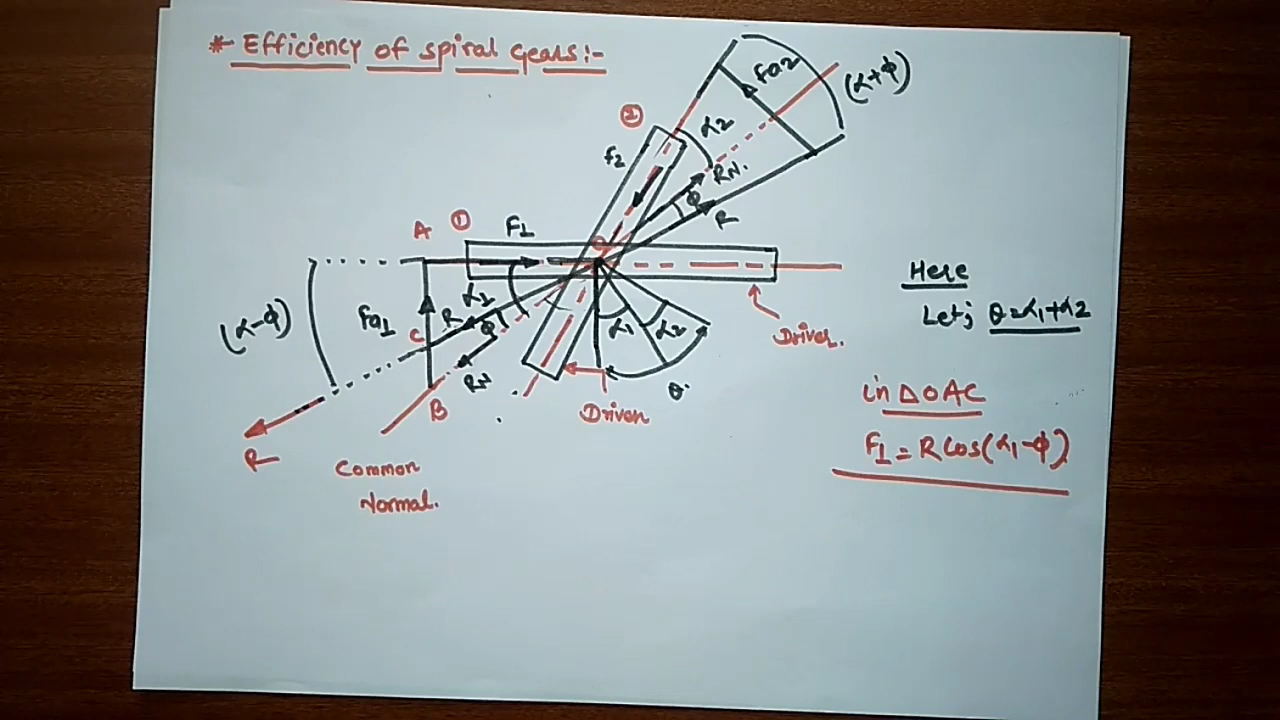 * Efficiency of spiral gears:-
Fa2
(α+φ)
②
α2
F2
RN.
φ
R
A ①
F1
O
(α-φ)
Fa1
R
α1
C
φ
RN
α1
α2
θ
B
R
Driver.
Driven
Common
Normal.
Here
Let; θ=α1+α2
in △OAC
F1 = R cos(α1-φ)